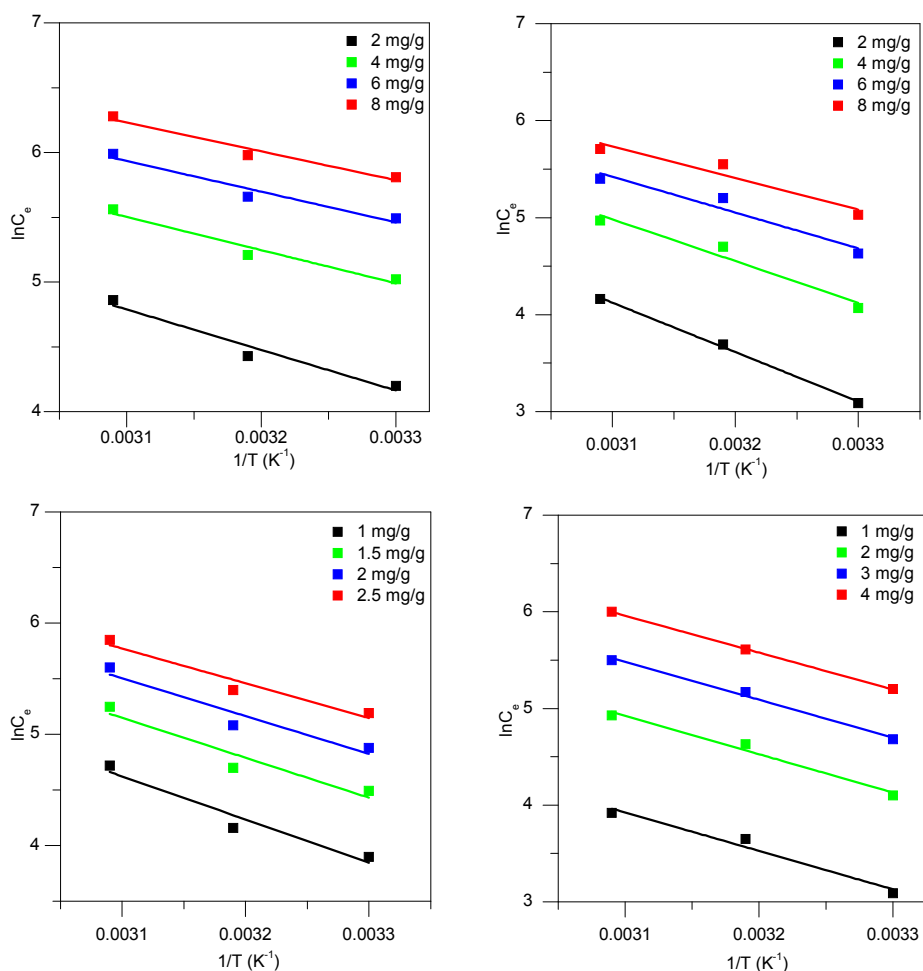 7
6
5
4
lnCe
2 mg/g
4 mg/g
6 mg/g
8 mg/g
0.0031
0.0032
0.0033
1/T (K-1)
7
6
5
4
3
lnCe
2 mg/g
4 mg/g
6 mg/g
8 mg/g
0.0031
0.0032
0.0033
1/T (K-1)
7
6
5
4
lnCe
1 mg/g
1.5 mg/g
2 mg/g
2.5 mg/g
0.0031
0.0032
0.0033
1/T (K-1)
7
6
5
4
3
lnCe
1 mg/g
2 mg/g
3 mg/g
4 mg/g
0.0031
0.0032
0.0033
1/T (K-1)